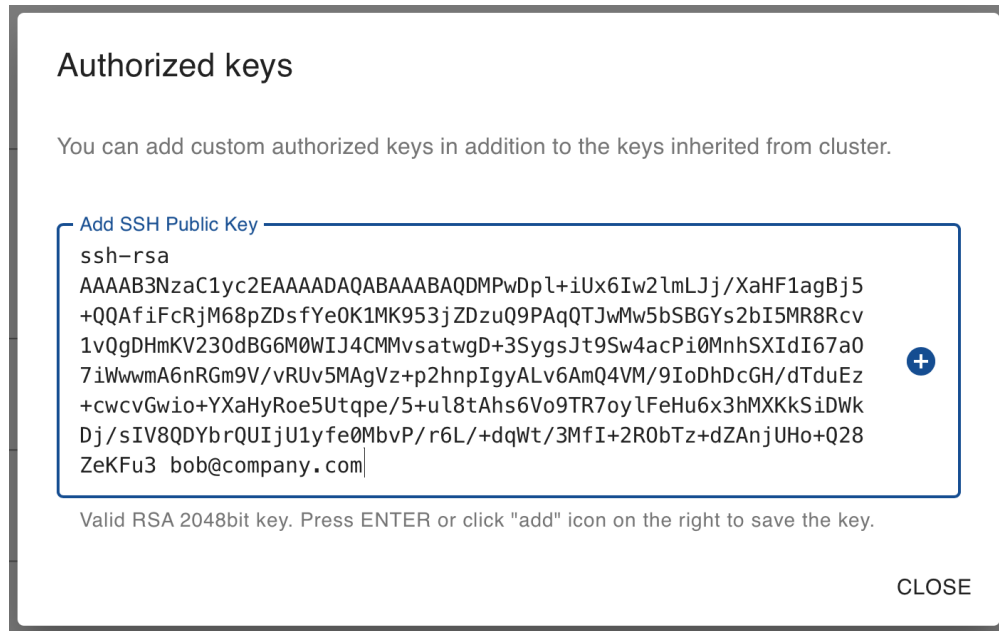 Authorized keys
You can add custom authorized keys in addition to the keys inherited from cluster.
Add SSH Public Key
ssh-rsa
AAAAB3NzaC1yc2EAAAADAQABAAABAQDMPwDpl+iUx6Iw2lmLJj/XaHF1agBj5
+QQAfiFcRjM68pZDsfYeOK1MK953jZDzuQ9PAqQTJwMw5bSBGYs2bI5MR8Rcv
1vQgDHmKV23OdBG6M0WIJ4CMMvsatwgD+3SygsJt9Sw4acPi0MnhSXIdI67aO
7iWwwmA6nRGm9V/vRUv5MAgVz+p2hnpIgyALv6AmQ4VM/9IoDhDcGH/dTduEz
+cwcvGwio+YXaHyRoe5Utqpe/5+ul8tAhs6Vo9TR7oylFeHu6x3hMXKkSiDWk
Dj/sIV8QDYbrQUIjU1yfe0MbvP/r6L/+dqWt/3MfI+2RObTz+dZAnjUHo+Q28
ZeKFu3 bob@company.com
Valid RSA 2048bit key. Press ENTER or click "add" icon on the right to save the key.
CLOSE